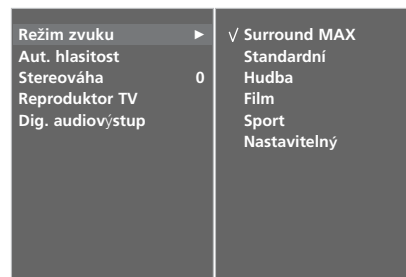 Režim zvuku ►
Aut. hlasitost
Stereováha 0
Reproduktor TV
Dig. audiovýstup
√ Surround MAX
Standardní
Hudba
Film
Sport
Nastavitelný